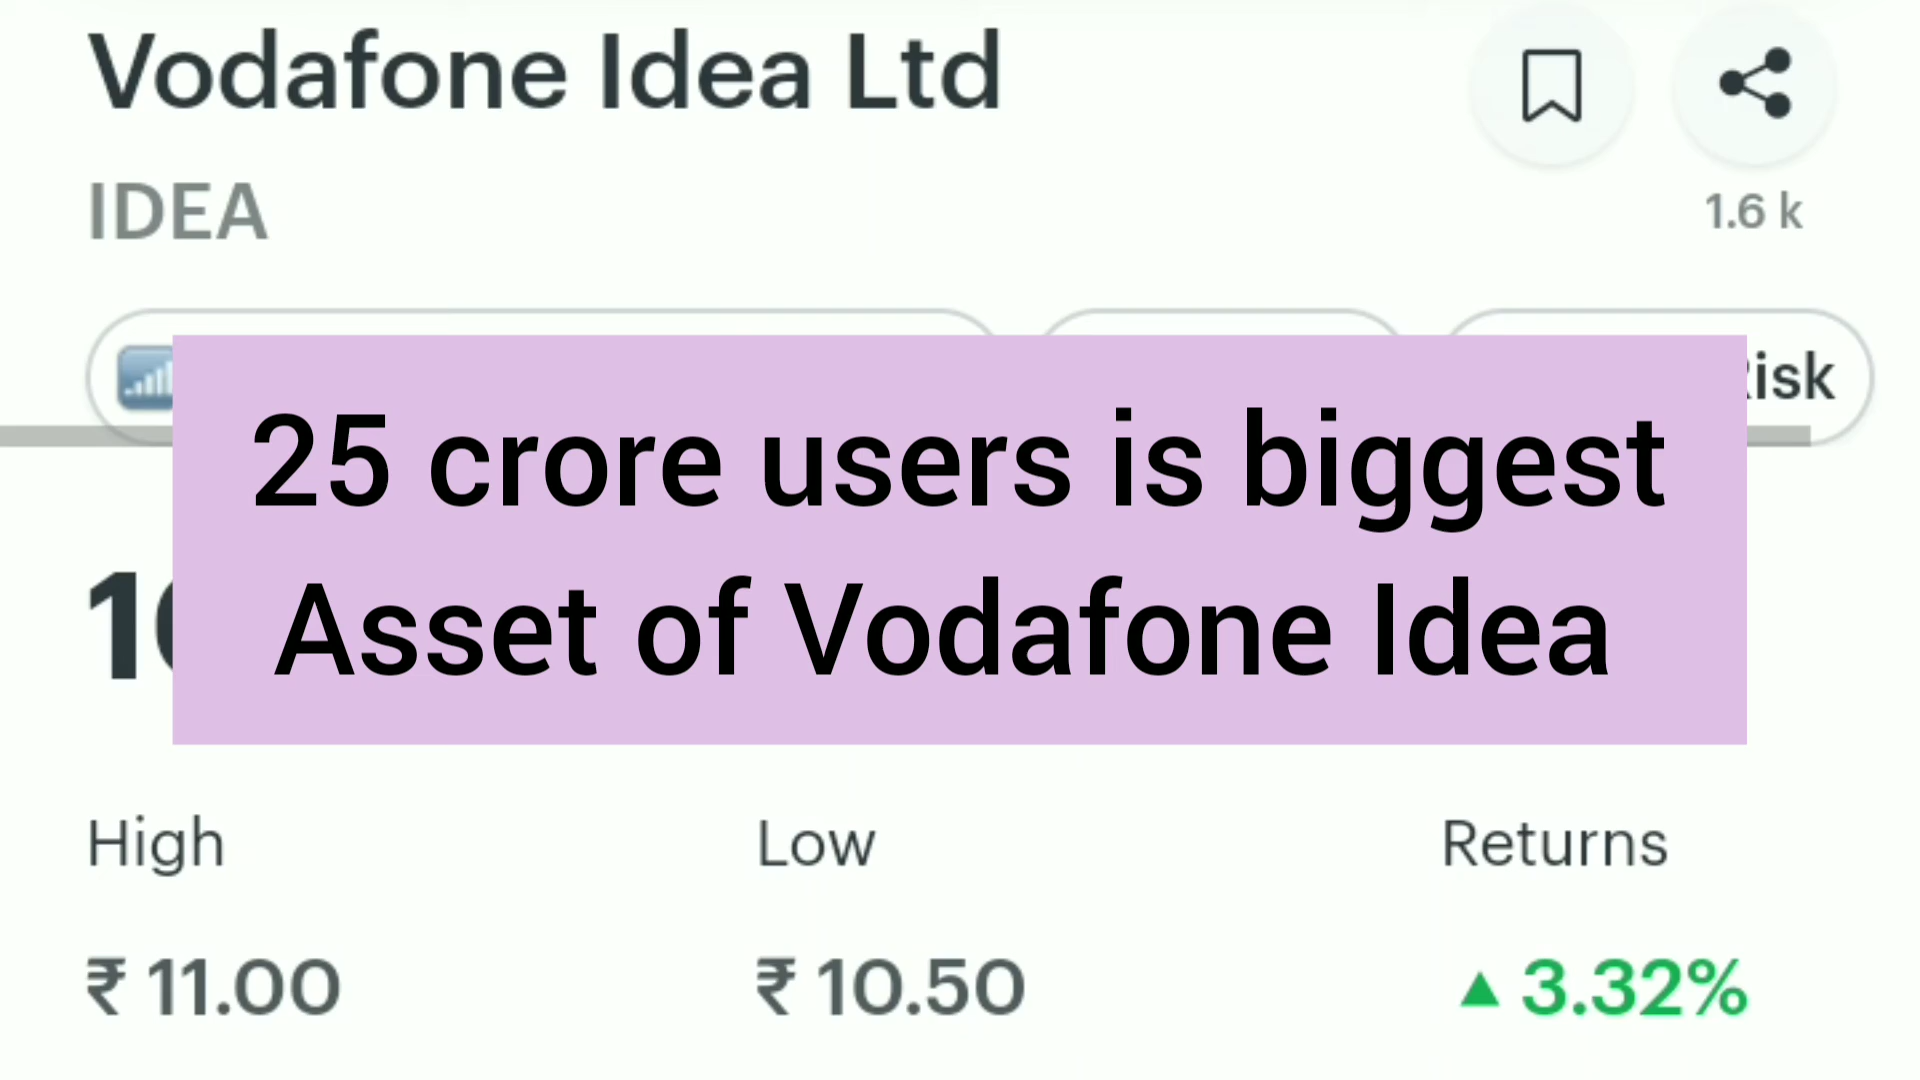 Vodafone Idea Ltd
IDEA
1.6 k
25 crore users is biggest
Asset of Vodafone Idea
High
Low
Returns
₹ 11.00
₹ 10.50
▲ 3.32%